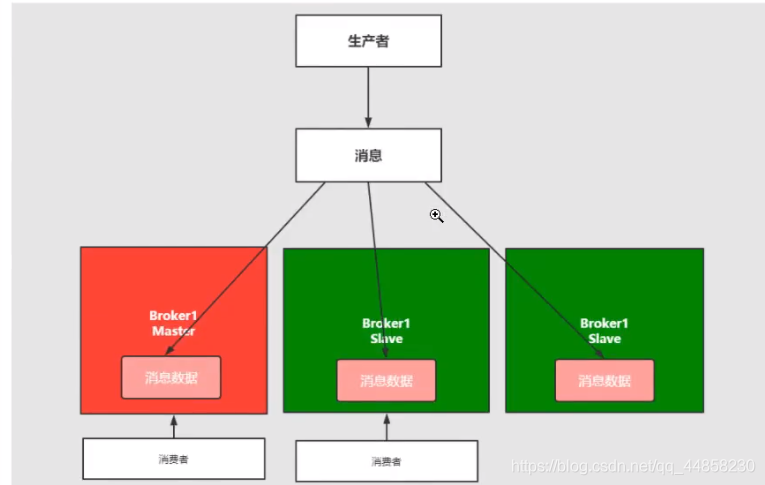 生产者
消息
Broker1
Master
消息数据
Broker1
Slave
消息数据
Broker1
Slave
消息数据
消费者
消费者
https://blog.csdn.net/qq_44858230